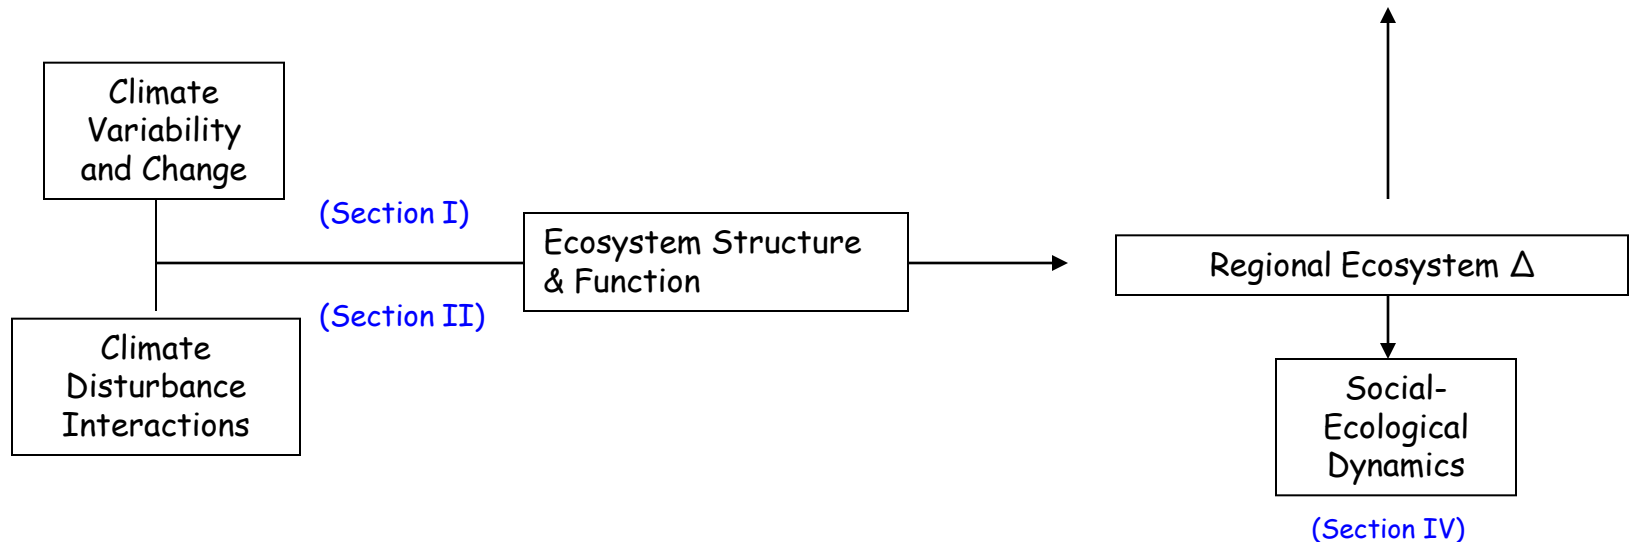 Climate
Variability
and Change
(Section I)
Ecosystem Structure
& Function
(Section II)
Climate
Disturbance
Interactions
Regional Ecosystem Δ
Social-
Ecological
Dynamics
(Section IV)